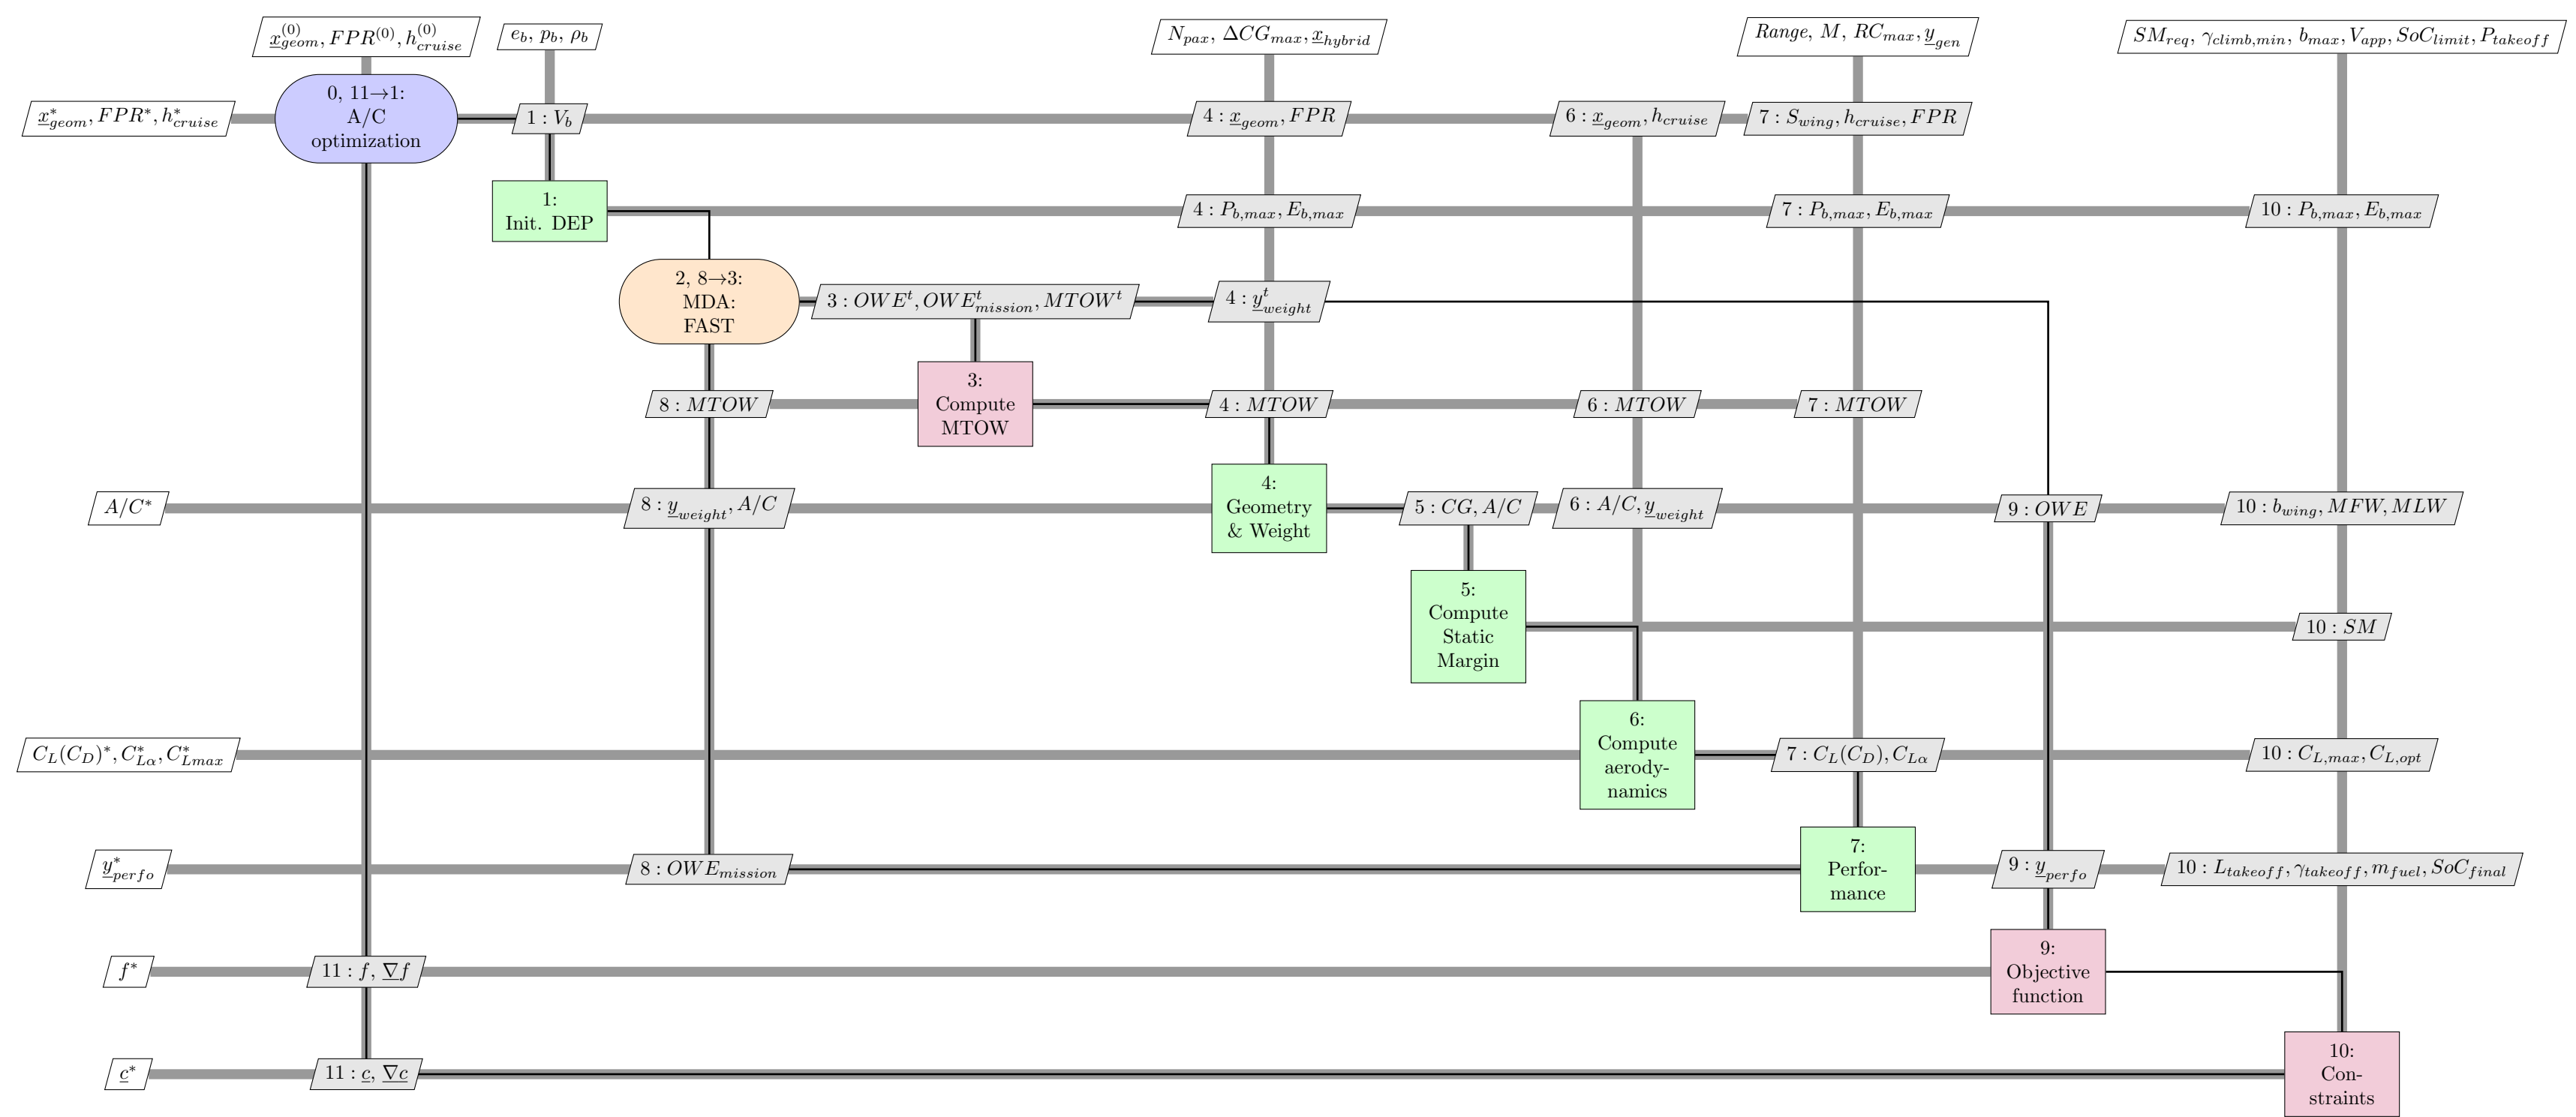 x_geom^(0), FPR^(0), h_cruise^(0)
e_b, p_b, ρ_b
N_pax, ΔCG_max, x_hybrid
Range, M, RC_max, y_gen
SM_req, γ_climb,min, b_max, V_app, SoC_limit, P_takeoff
x*_geom, FPR*, h*_cruise
0, 11→1:
A/C
optimization
1 : V_b
4 : x_geom, FPR
6 : x_geom, h_cruise
7 : S_wing, h_cruise, FPR
1:
Init. DEP
4 : P_b,max, E_b,max
7 : P_b,max, E_b,max
10 : P_b,max, E_b,max
2, 8→3:
MDA:
FAST
3 : OWE^t, OWE^t_mission, MTOW^t
4 : y^t_weight
8 : MTOW
3:
Compute
MTOW
4 : MTOW
6 : MTOW
7 : MTOW
A/C*
8 : y_weight, A/C
4:
Geometry
& Weight
5 : CG, A/C
6 : A/C, y_weight
9 : OWE
10 : b_wing, MFW, MLW
5:
Compute
Static
Margin
10 : SM
C_L(C_D)*, C*_Lα, C*_Lmax
6:
Compute
aerody-
namics
7 : C_L(C_D), C_Lα
10 : C_L,max, C_L,opt
y*_perfo
8 : OWE_mission
7:
Perfor-
mance
9 : y_perfo
10 : L_takeoff, γ_takeoff, m_fuel, SoC_final
f*
11 : f, ∇f
9:
Objective
function
c*
11 : c, ∇c
10:
Con-
straints